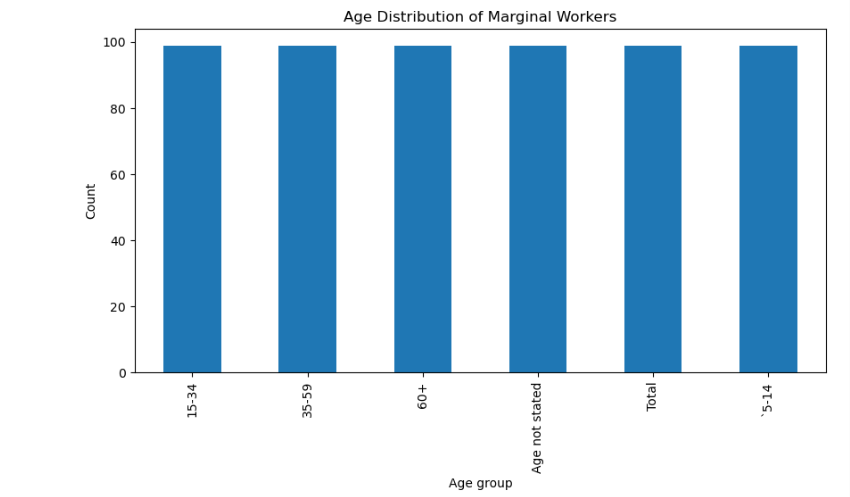 Age Distribution of Marginal Workers
100
80
60
40
20
0
Count
15-34
35-59
60+
Age not stated
Total
`5-14
Age group